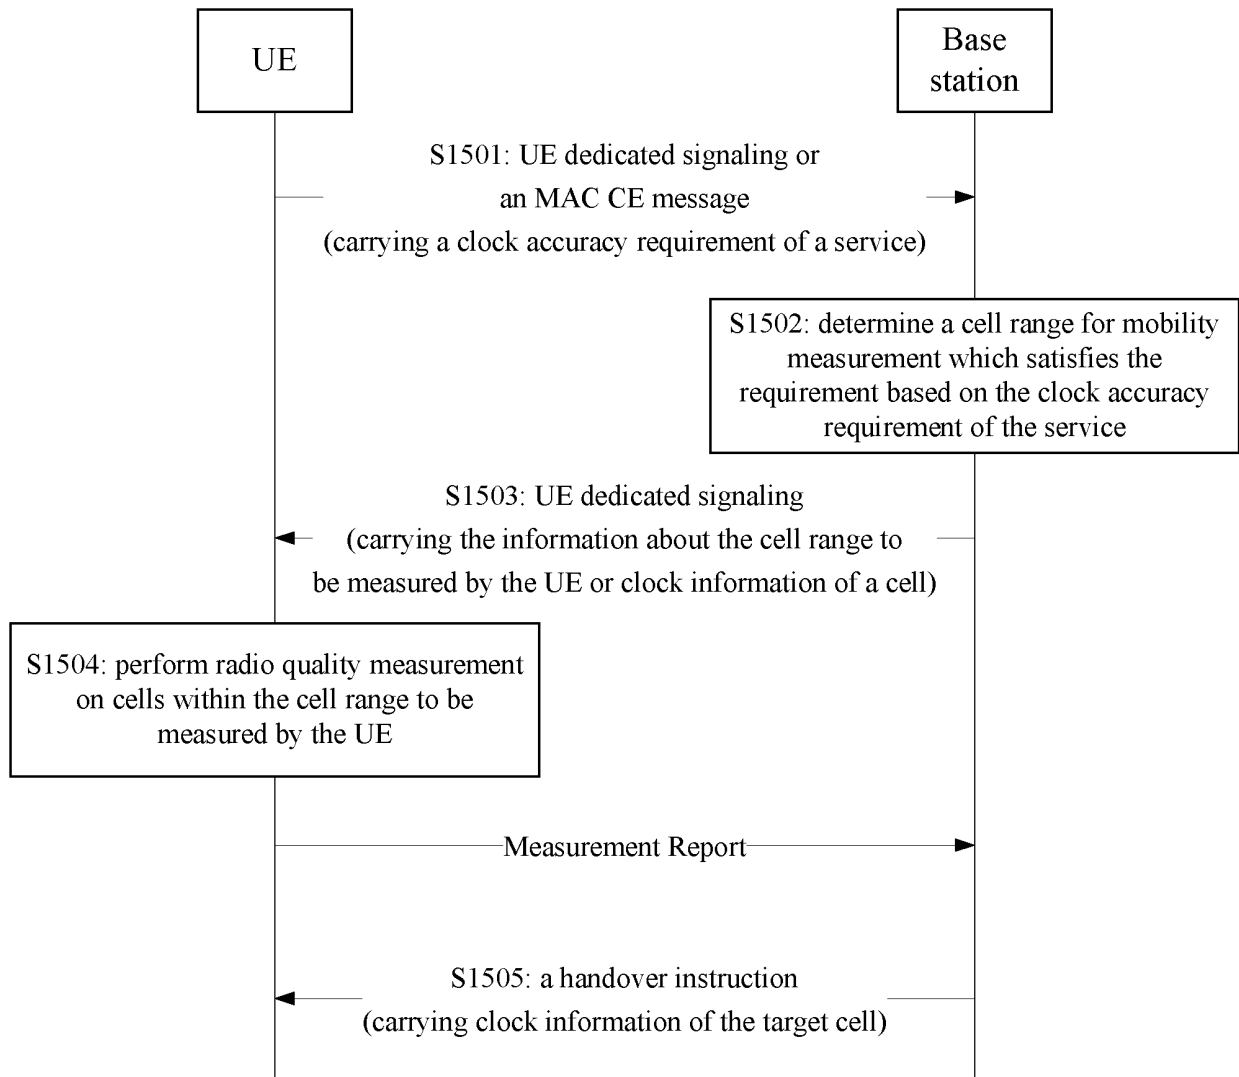 UE
Base
station
S1501: UE dedicated signaling or
an MAC CE message
(carrying a clock accuracy requirement of a service)
S1502: determine a cell range for mobility
measurement which satisfies the
requirement based on the clock accuracy
requirement of the service
S1503: UE dedicated signaling
(carrying the information about the cell range to
be measured by the UE or clock information of a cell)
S1504: perform radio quality measurement
on cells within the cell range to be
measured by the UE
Measurement Report
S1505: a handover instruction
(carrying clock information of the target cell)